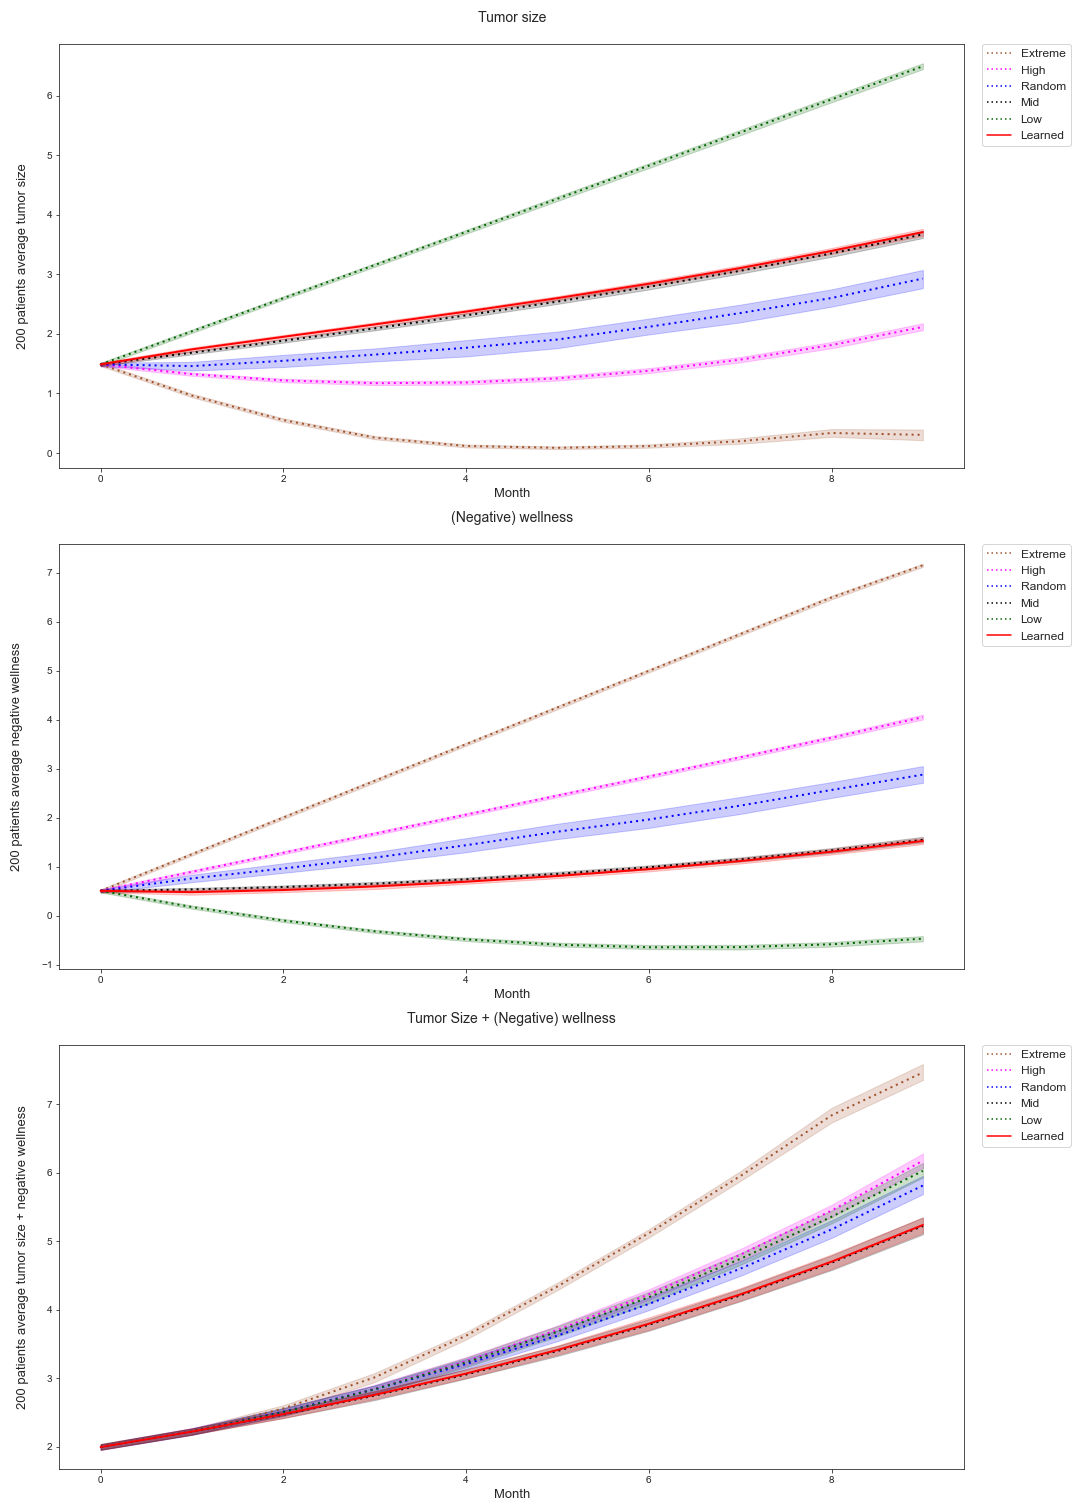 Tumor size
200 patients average tumor size
6
5
4
3
2
1
0
0 2 4 6 8
Month
Extreme
High
Random
Mid
Low
Learned
(Negative) wellness
200 patients average negative wellness
7
6
5
4
3
2
1
0
−1
0 2 4 6 8
Month
Extreme
High
Random
Mid
Low
Learned
Tumor Size + (Negative) wellness
200 patients average tumor size + negative wellness
7
6
5
4
3
2
0 2 4 6 8
Month
Extreme
High
Random
Mid
Low
Learned